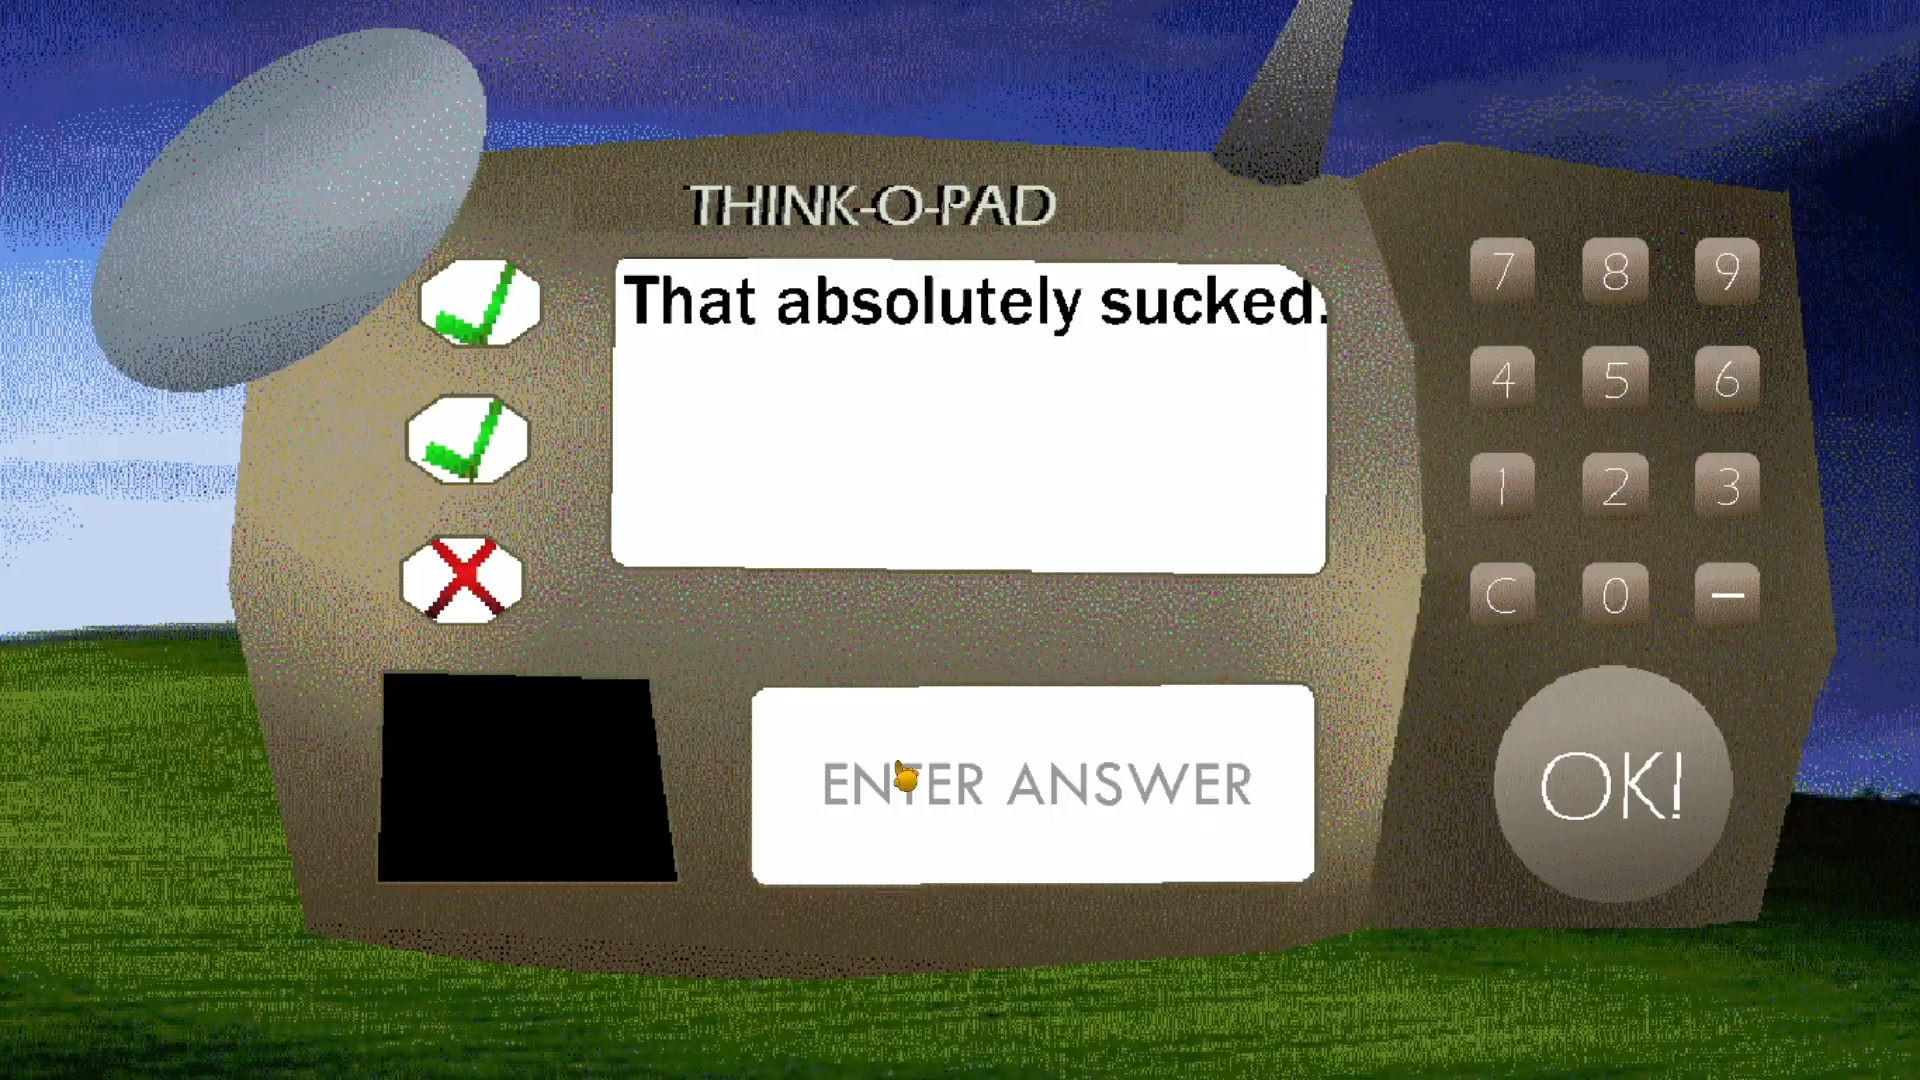 THINK-O-PAD
That absolutely sucked.
7 8 9
4 5 6
1 2 3
C 0 −
ENTER ANSWER
OK!